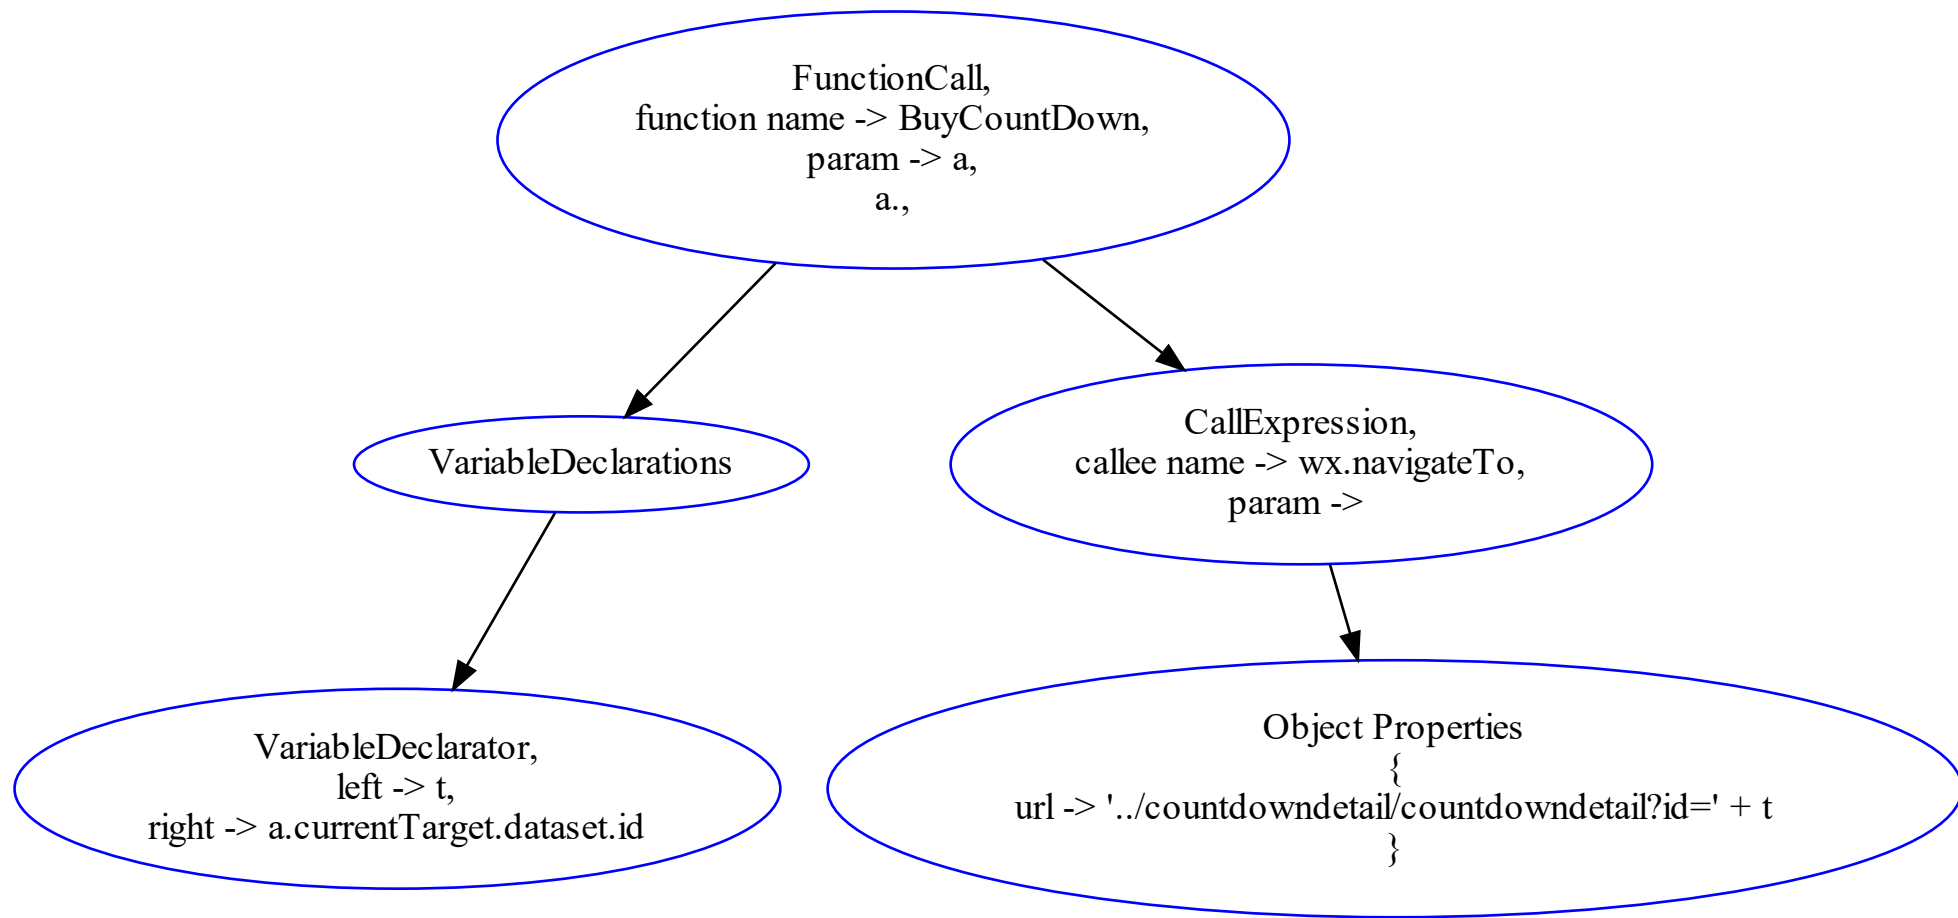 FunctionCall,
function name -> BuyCountDown,
param -> a,
a.,
VariableDeclarations
CallExpression,
callee name -> wx.navigateTo,
param ->
VariableDeclarator,
left -> t,
right -> a.currentTarget.dataset.id
Object Properties
{
url -> '../countdowndetail/countdowndetail?id=' + t
}